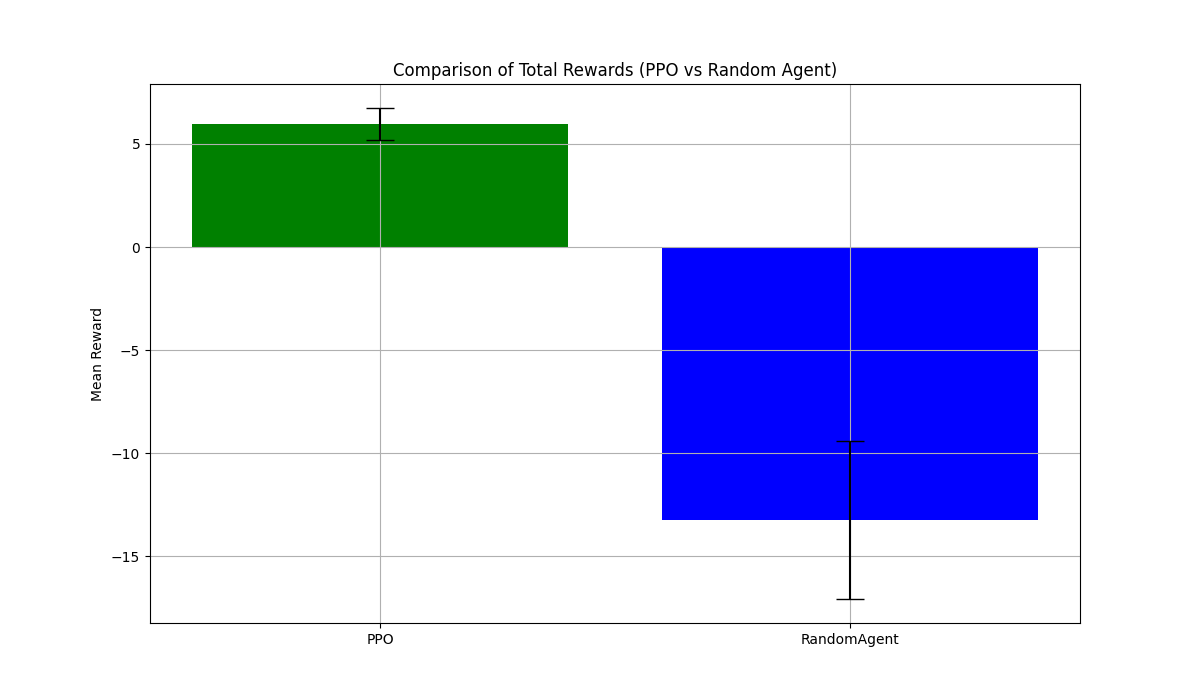 Comparison of Total Rewards (PPO vs Random Agent)
Mean Reward
5
0
−5
−10
−15
PPO
RandomAgent